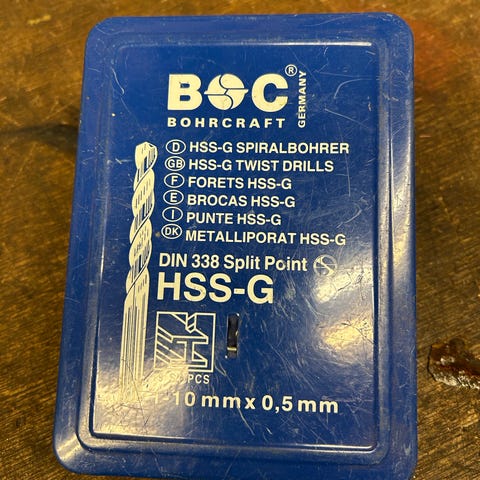 BOC®
GERMANY
BOHRCRAFT
D HSS-G SPIRALBOHRER
GB HSS-G TWIST DRILLS
F FORETS HSS-G
E BROCAS HSS-G
I PUNTE HSS-G
DK METALLIPORAT HSS-G
DIN 338 Split Point
HSS-G
PCS
-10 mm x 0,5 mm